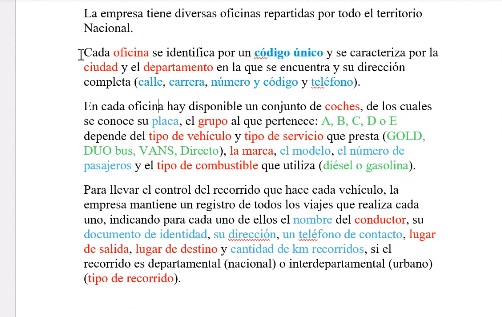 La empresa tiene diversas oficinas repartidas por todo el territorio
Nacional.
Cada oficina se identifica por un código único y se caracteriza por la
ciudad y el departamento en la que se encuentra y su dirección
completa (calle, carrera, número y código y teléfono).
En cada oficina hay disponible un conjunto de coches, de los cuales
se conoce su placa, el grupo al que pertenece: A, B, C, D o E
depende del tipo de vehículo y tipo de servicio que presta (GOLD,
DUO bus, VANS, Directo), la marca, el modelo, el número de
pasajeros y el tipo de combustible que utiliza (diésel o gasolina).
Para llevar el control del recorrido que hace cada vehículo, la
empresa mantiene un registro de todos los viajes que realiza cada
uno, indicando para cada uno de ellos el nombre del conductor, su
documento de identidad, su dirección, un teléfono de contacto, lugar
de salida, lugar de destino y cantidad de km recorridos, si el
recorrido es departamental (nacional) o interdepartamental (urbano)
(tipo de recorrido).